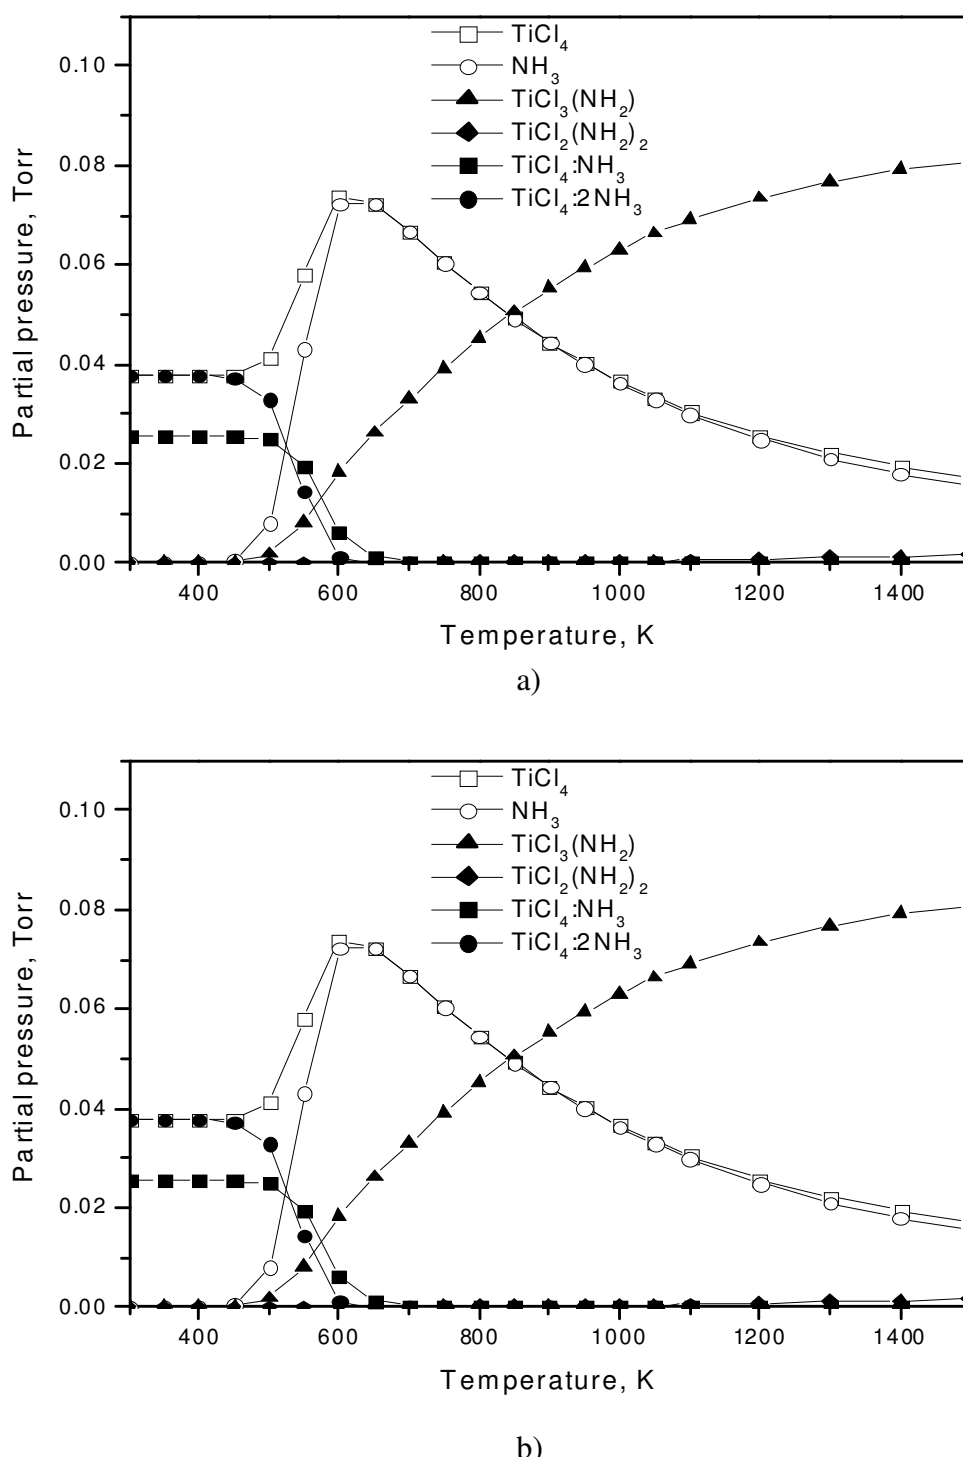 a)
TiCl4
NH3
TiCl3(NH2)
TiCl2(NH2)2
TiCl4:NH3
TiCl4:2NH3
Partial pressure, Torr
0.10
0.08
0.06
0.04
0.02
0.00
400 600 800 1000 1200 1400
Temperature, K
a)
TiCl4
NH3
TiCl3(NH2)
TiCl2(NH2)2
TiCl4:NH3
TiCl4:2NH3
Partial pressure, Torr
0.10
0.08
0.06
0.04
0.02
0.00
400 600 800 1000 1200 1400
Temperature, K
b)